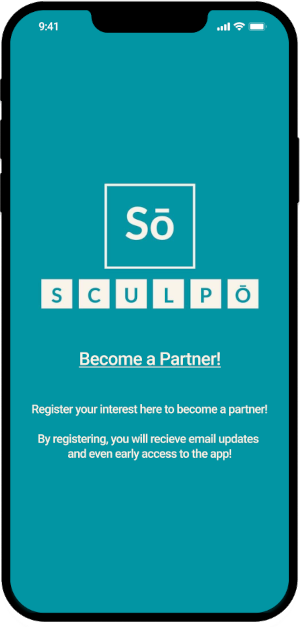 9:41
Sō
SCULPŌ
Become a Partner!
Register your interest here to become a partner!
By registering, you will recieve email updates
and even early access to the app!